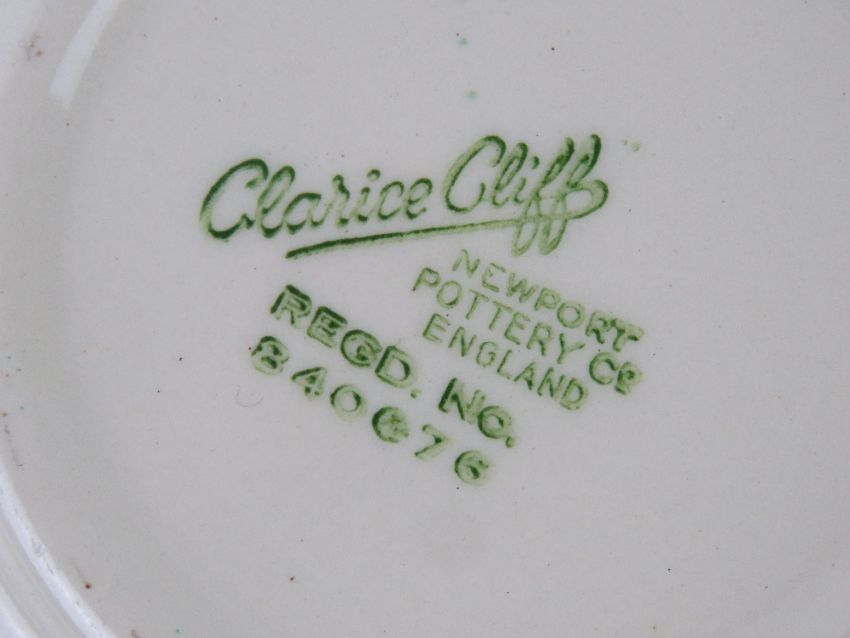 Clarice Cliff
NEWPORT
POTTERY Co
ENGLAND
REGD. NO.
840676